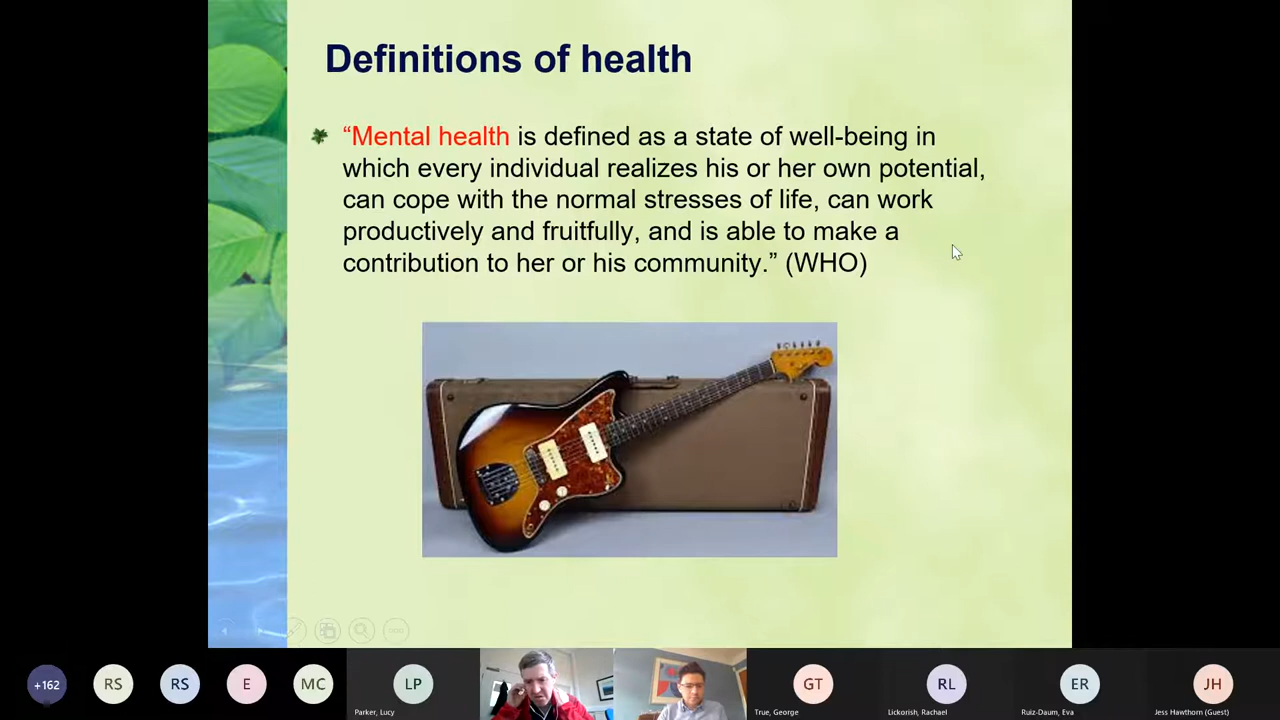 Definitions of health
“Mental health is defined as a state of well-being in
which every individual realizes his or her own potential,
can cope with the normal stresses of life, can work
productively and fruitfully, and is able to make a
contribution to her or his community.” (WHO)
+162
RS
RS
E
MC
LP
GT
RL
ER
JH
Parker, Lucy
True, George
Lickorish, Rachael
Ruiz-Daum, Eva
Jess Hawthorn (Guest)